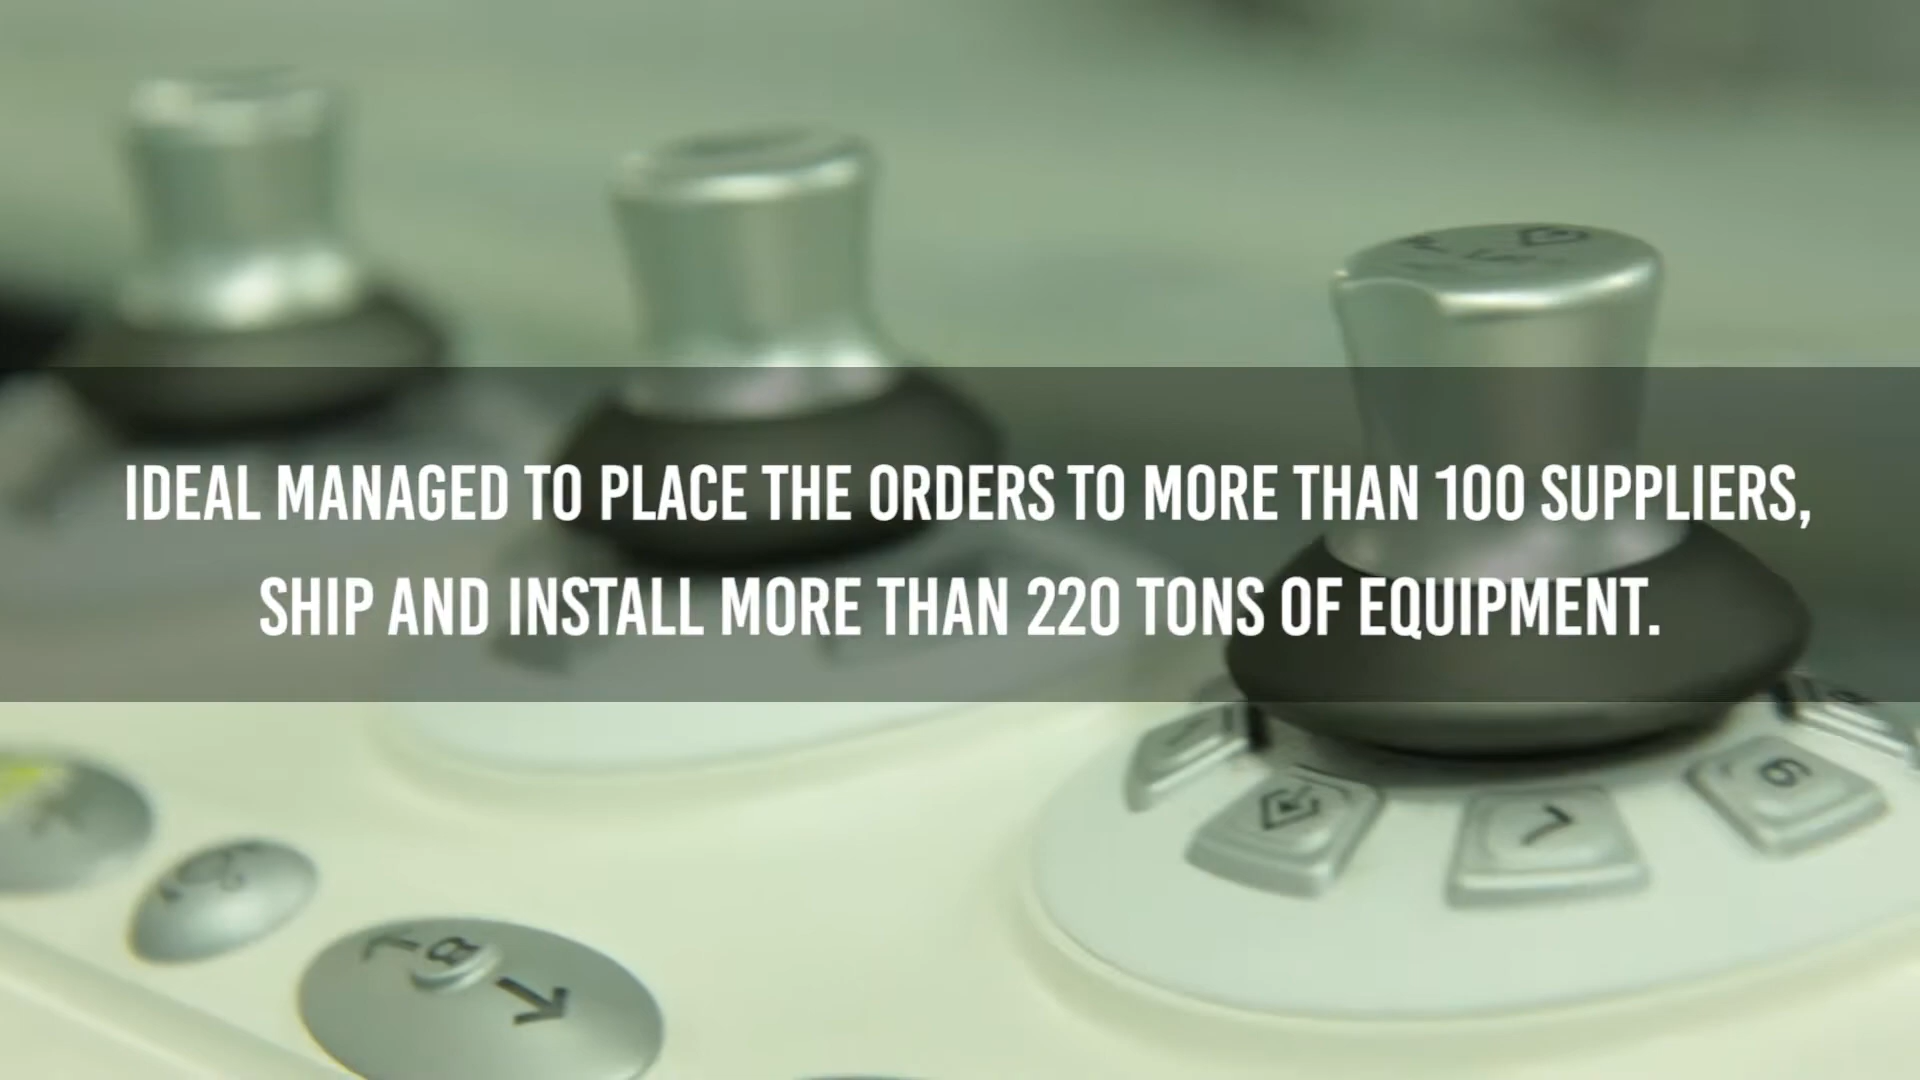 IDEAL MANAGED TO PLACE THE ORDERS TO MORE THAN 100 SUPPLIERS,
SHIP AND INSTALL MORE THAN 220 TONS OF EQUIPMENT.